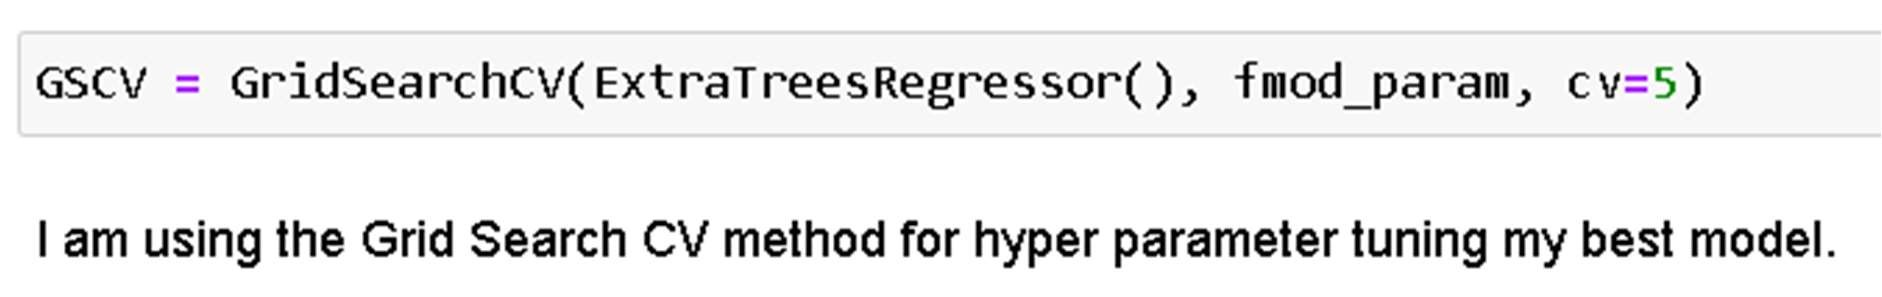 GSCV = GridSearchCV(ExtraTreesRegressor(), fmod_param, cv=5)
I am using the Grid Search CV method for hyper parameter tuning my best model.